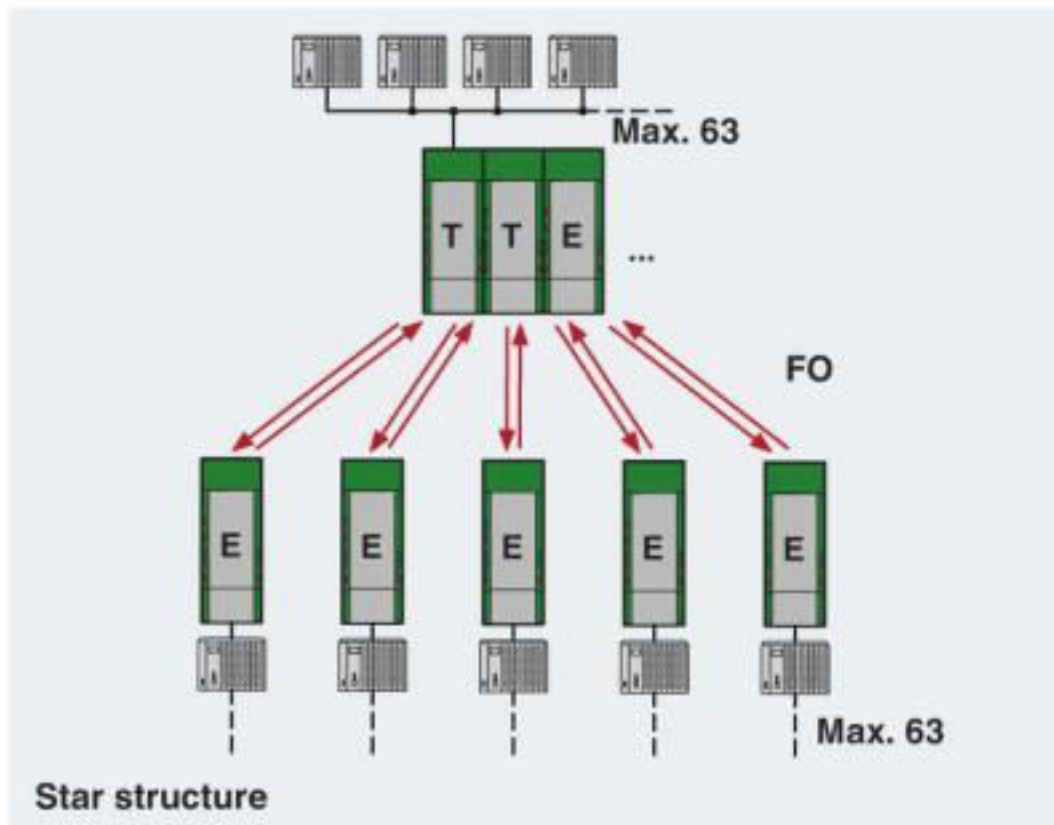 Max. 63
T T E ...
FO
E E E E E
Max. 63
Star structure